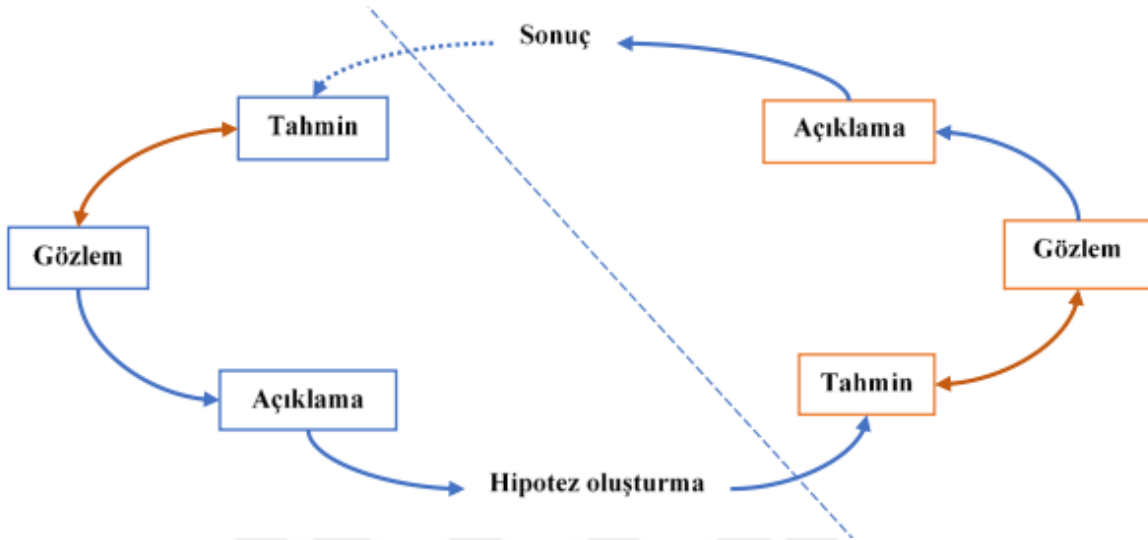 Sonuç
Tahmin
Açıklama
Gözlem
Gözlem
Tahmin
Açıklama
Hipotez oluşturma